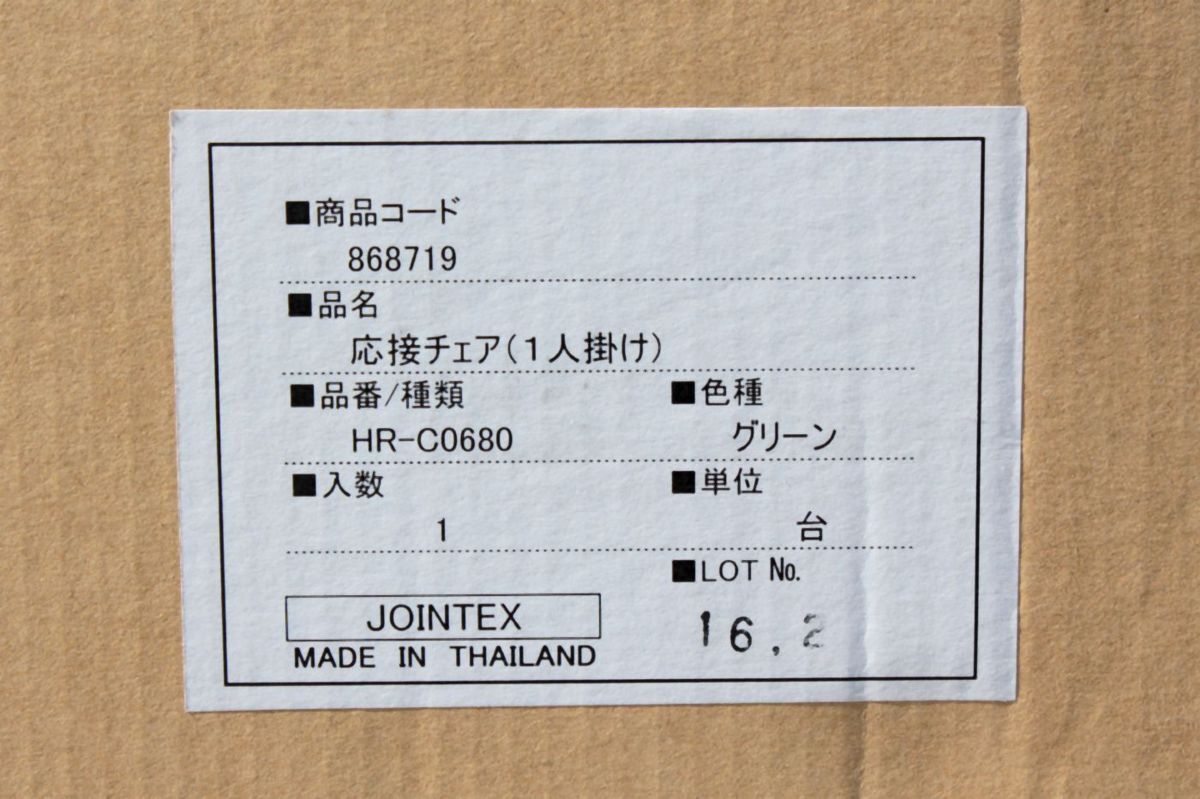 ■商品コード
868719
■品名
応接チェア(1人掛け)
■品番/種類 ■色種
HR-C0680 グリーン
■入数 ■単位
1 台
■LOT No.
JOINTEX
16.2
MADE IN THAILAND